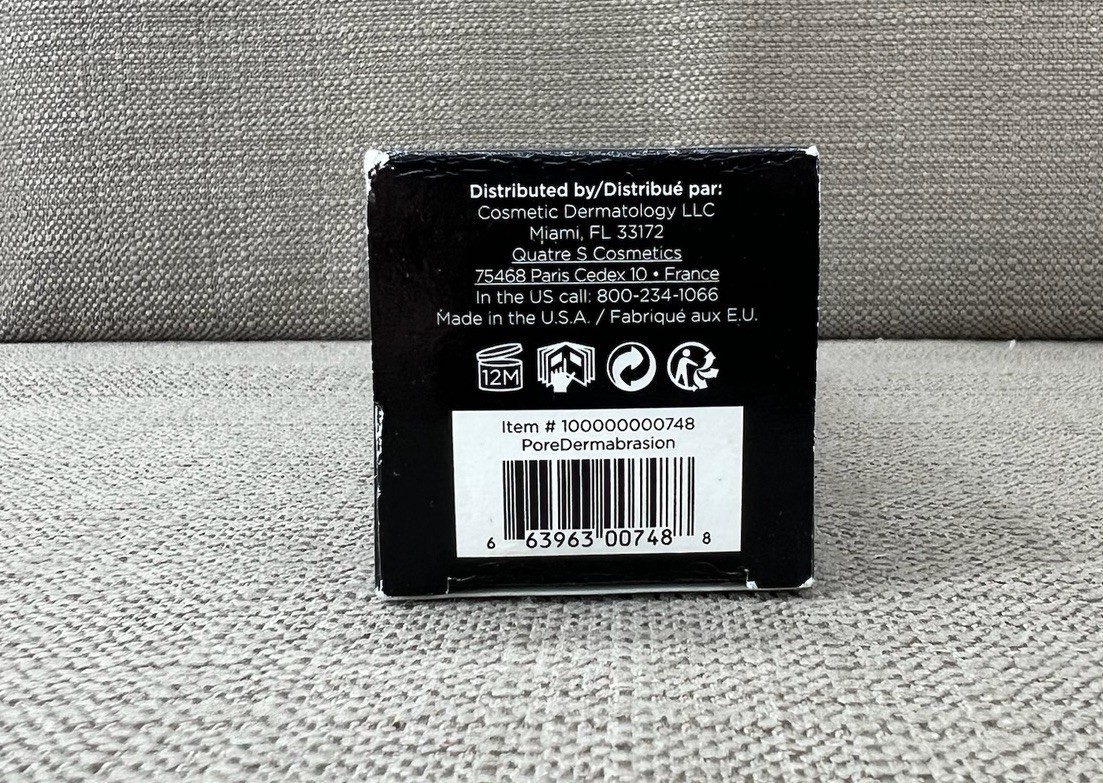 Distributed by/Distribué par:
Cosmetic Dermatology LLC
Miami, FL 33172
Quatre S Cosmetics
75468 Paris Cedex 10 • France
In the US call: 800-234-1066
Made in the U.S.A. / Fabriqué aux E.U.
12M
Item # 100000000748
PoreDermabrasion
6 63963 00748 8